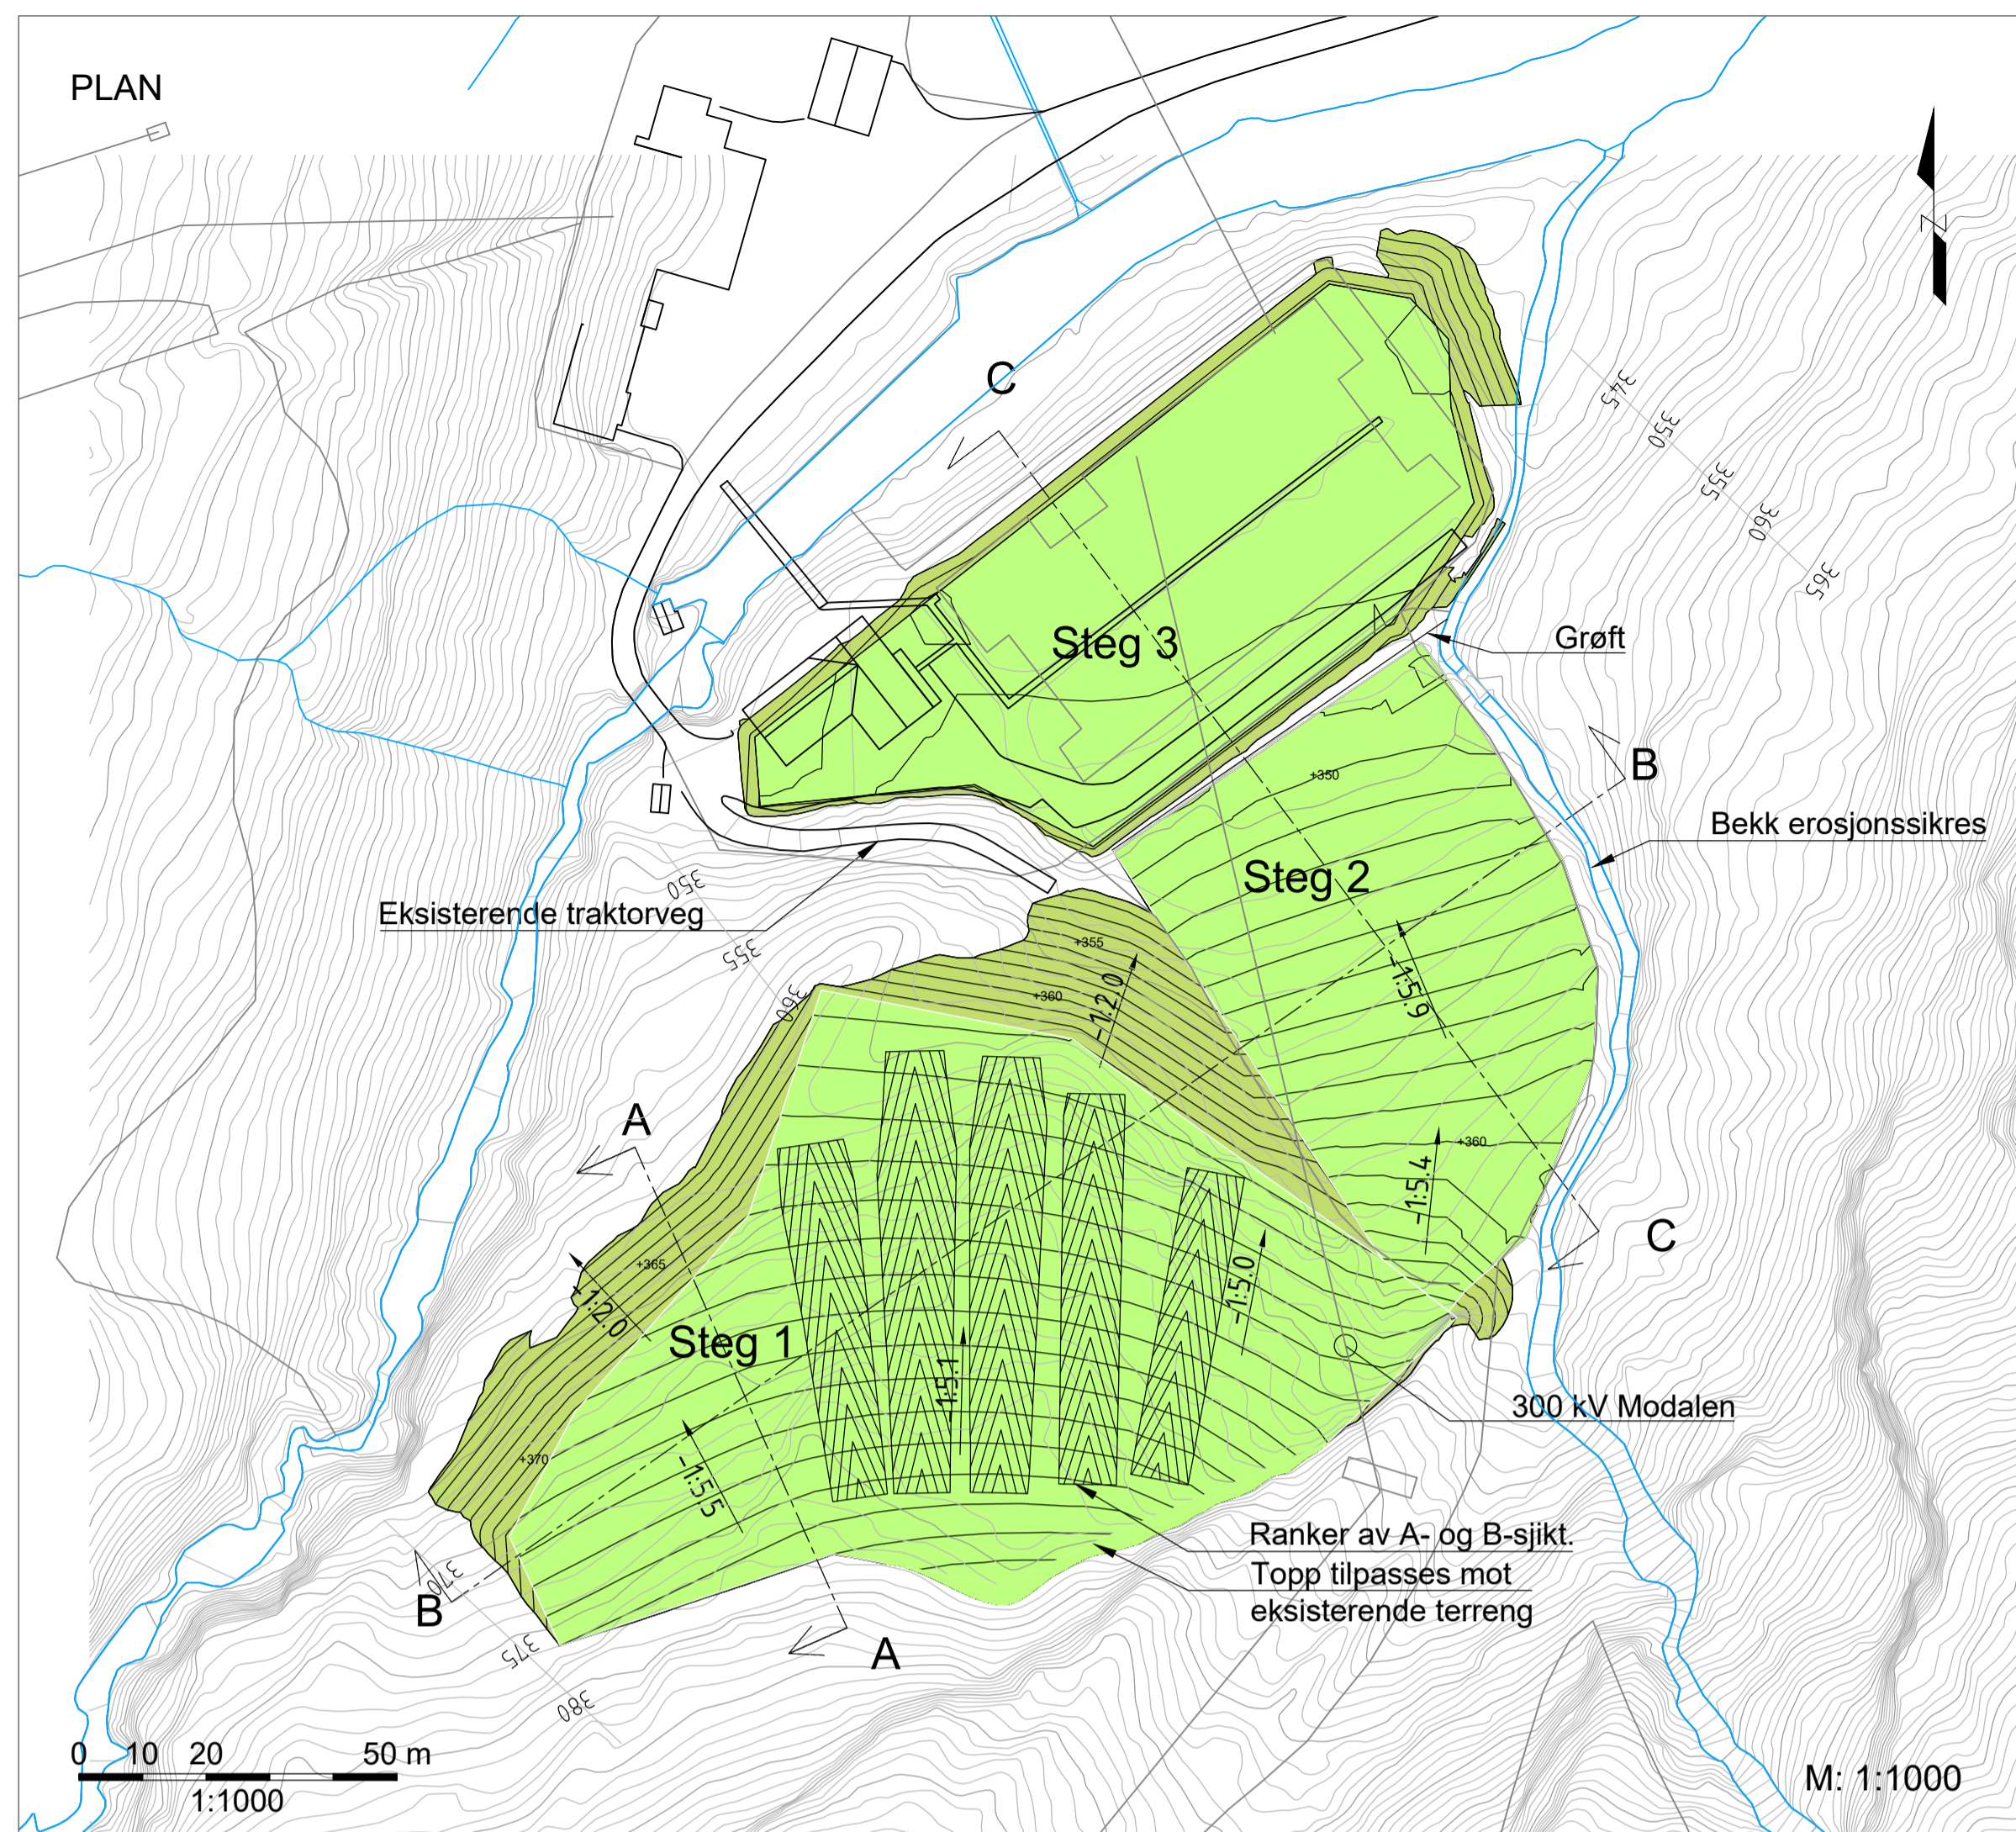 PLAN
Z
C
345
350
355
360
365
Steg 3
Grøft
B
+350
Bekk erosjonssikres
Steg 2
350
Eksisterende traktorveg
355
+355
360
+360
-1:2.0
-1:5.9
A
+360
-1:5.4
C
+365
-1:2.0
-1:5.0
Steg 1
-1:5.1
300 kV Modalen
+370
-1:5.5
Ranker av A- og B-sjikt.
Topp tilpasses mot
eksisterende terreng
370
B
375
A
380
0 10 20 50 m
1:1000
M: 1:1000